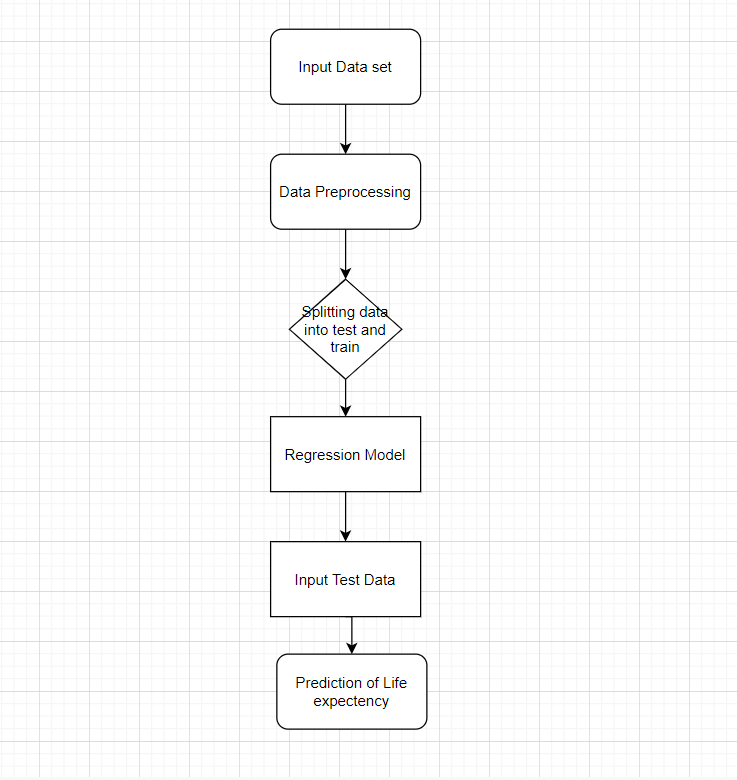 Input Data set
Data Preprocessing
Splitting data
into test and
train
Regression Model
Input Test Data
Prediction of Life
expectency